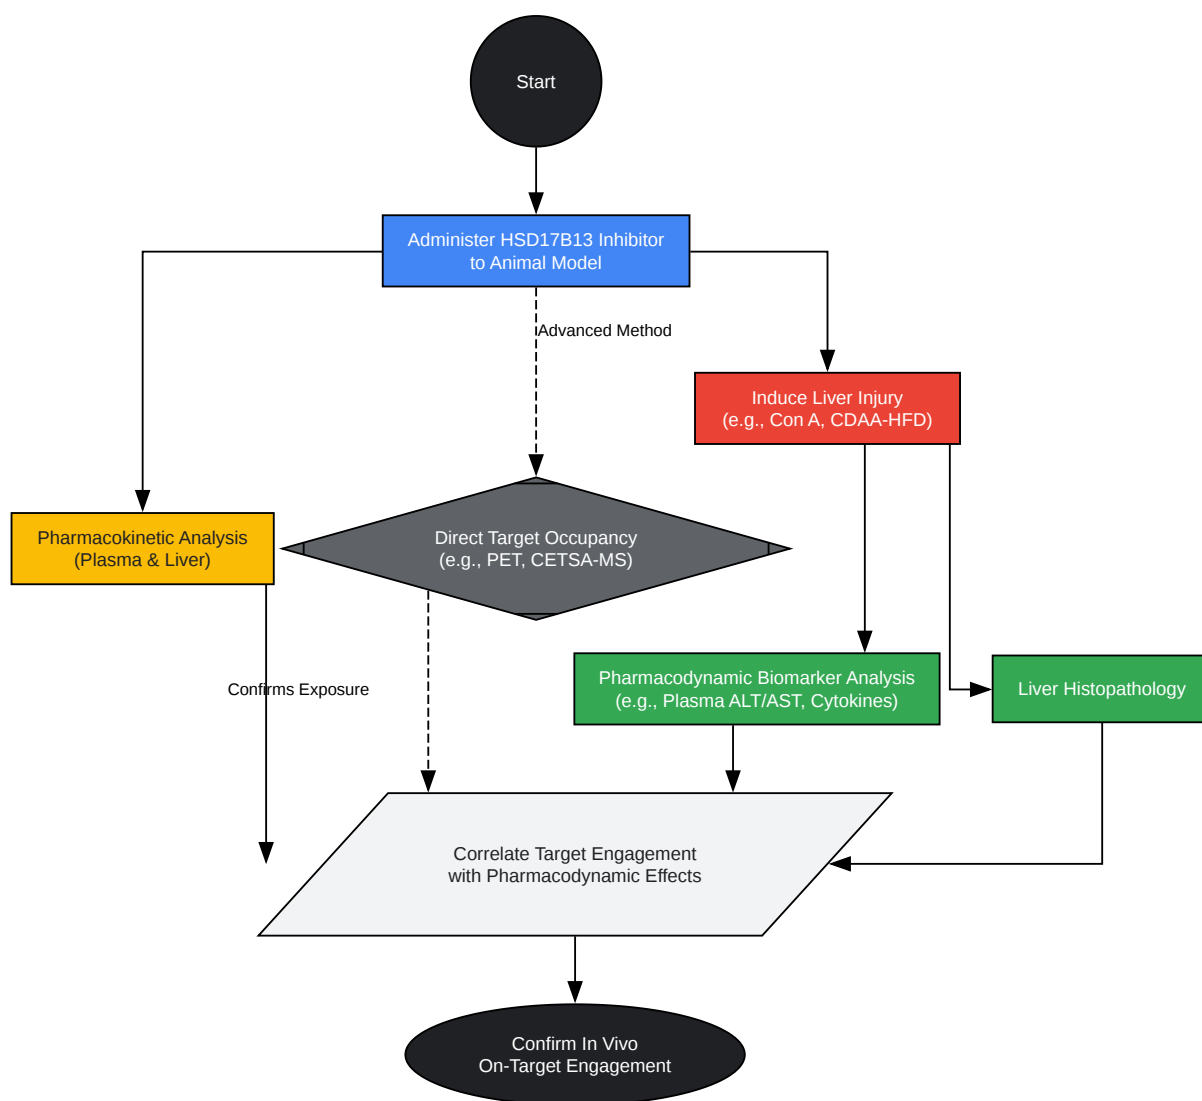 Start
Administer HSD17B13 Inhibitor
to Animal Model
Advanced Method
Induce Liver Injury
(e.g., Con A, CDAA-HFD)
Pharmacokinetic Analysis
(Plasma & Liver)
Direct Target Occupancy
(e.g., PET, CETSA-MS)
Confirms Exposure
Pharmacodynamic Biomarker Analysis
(e.g., Plasma ALT/AST, Cytokines)
Liver Histopathology
Correlate Target Engagement
with Pharmacodynamic Effects
Confirm In Vivo
On-Target Engagement